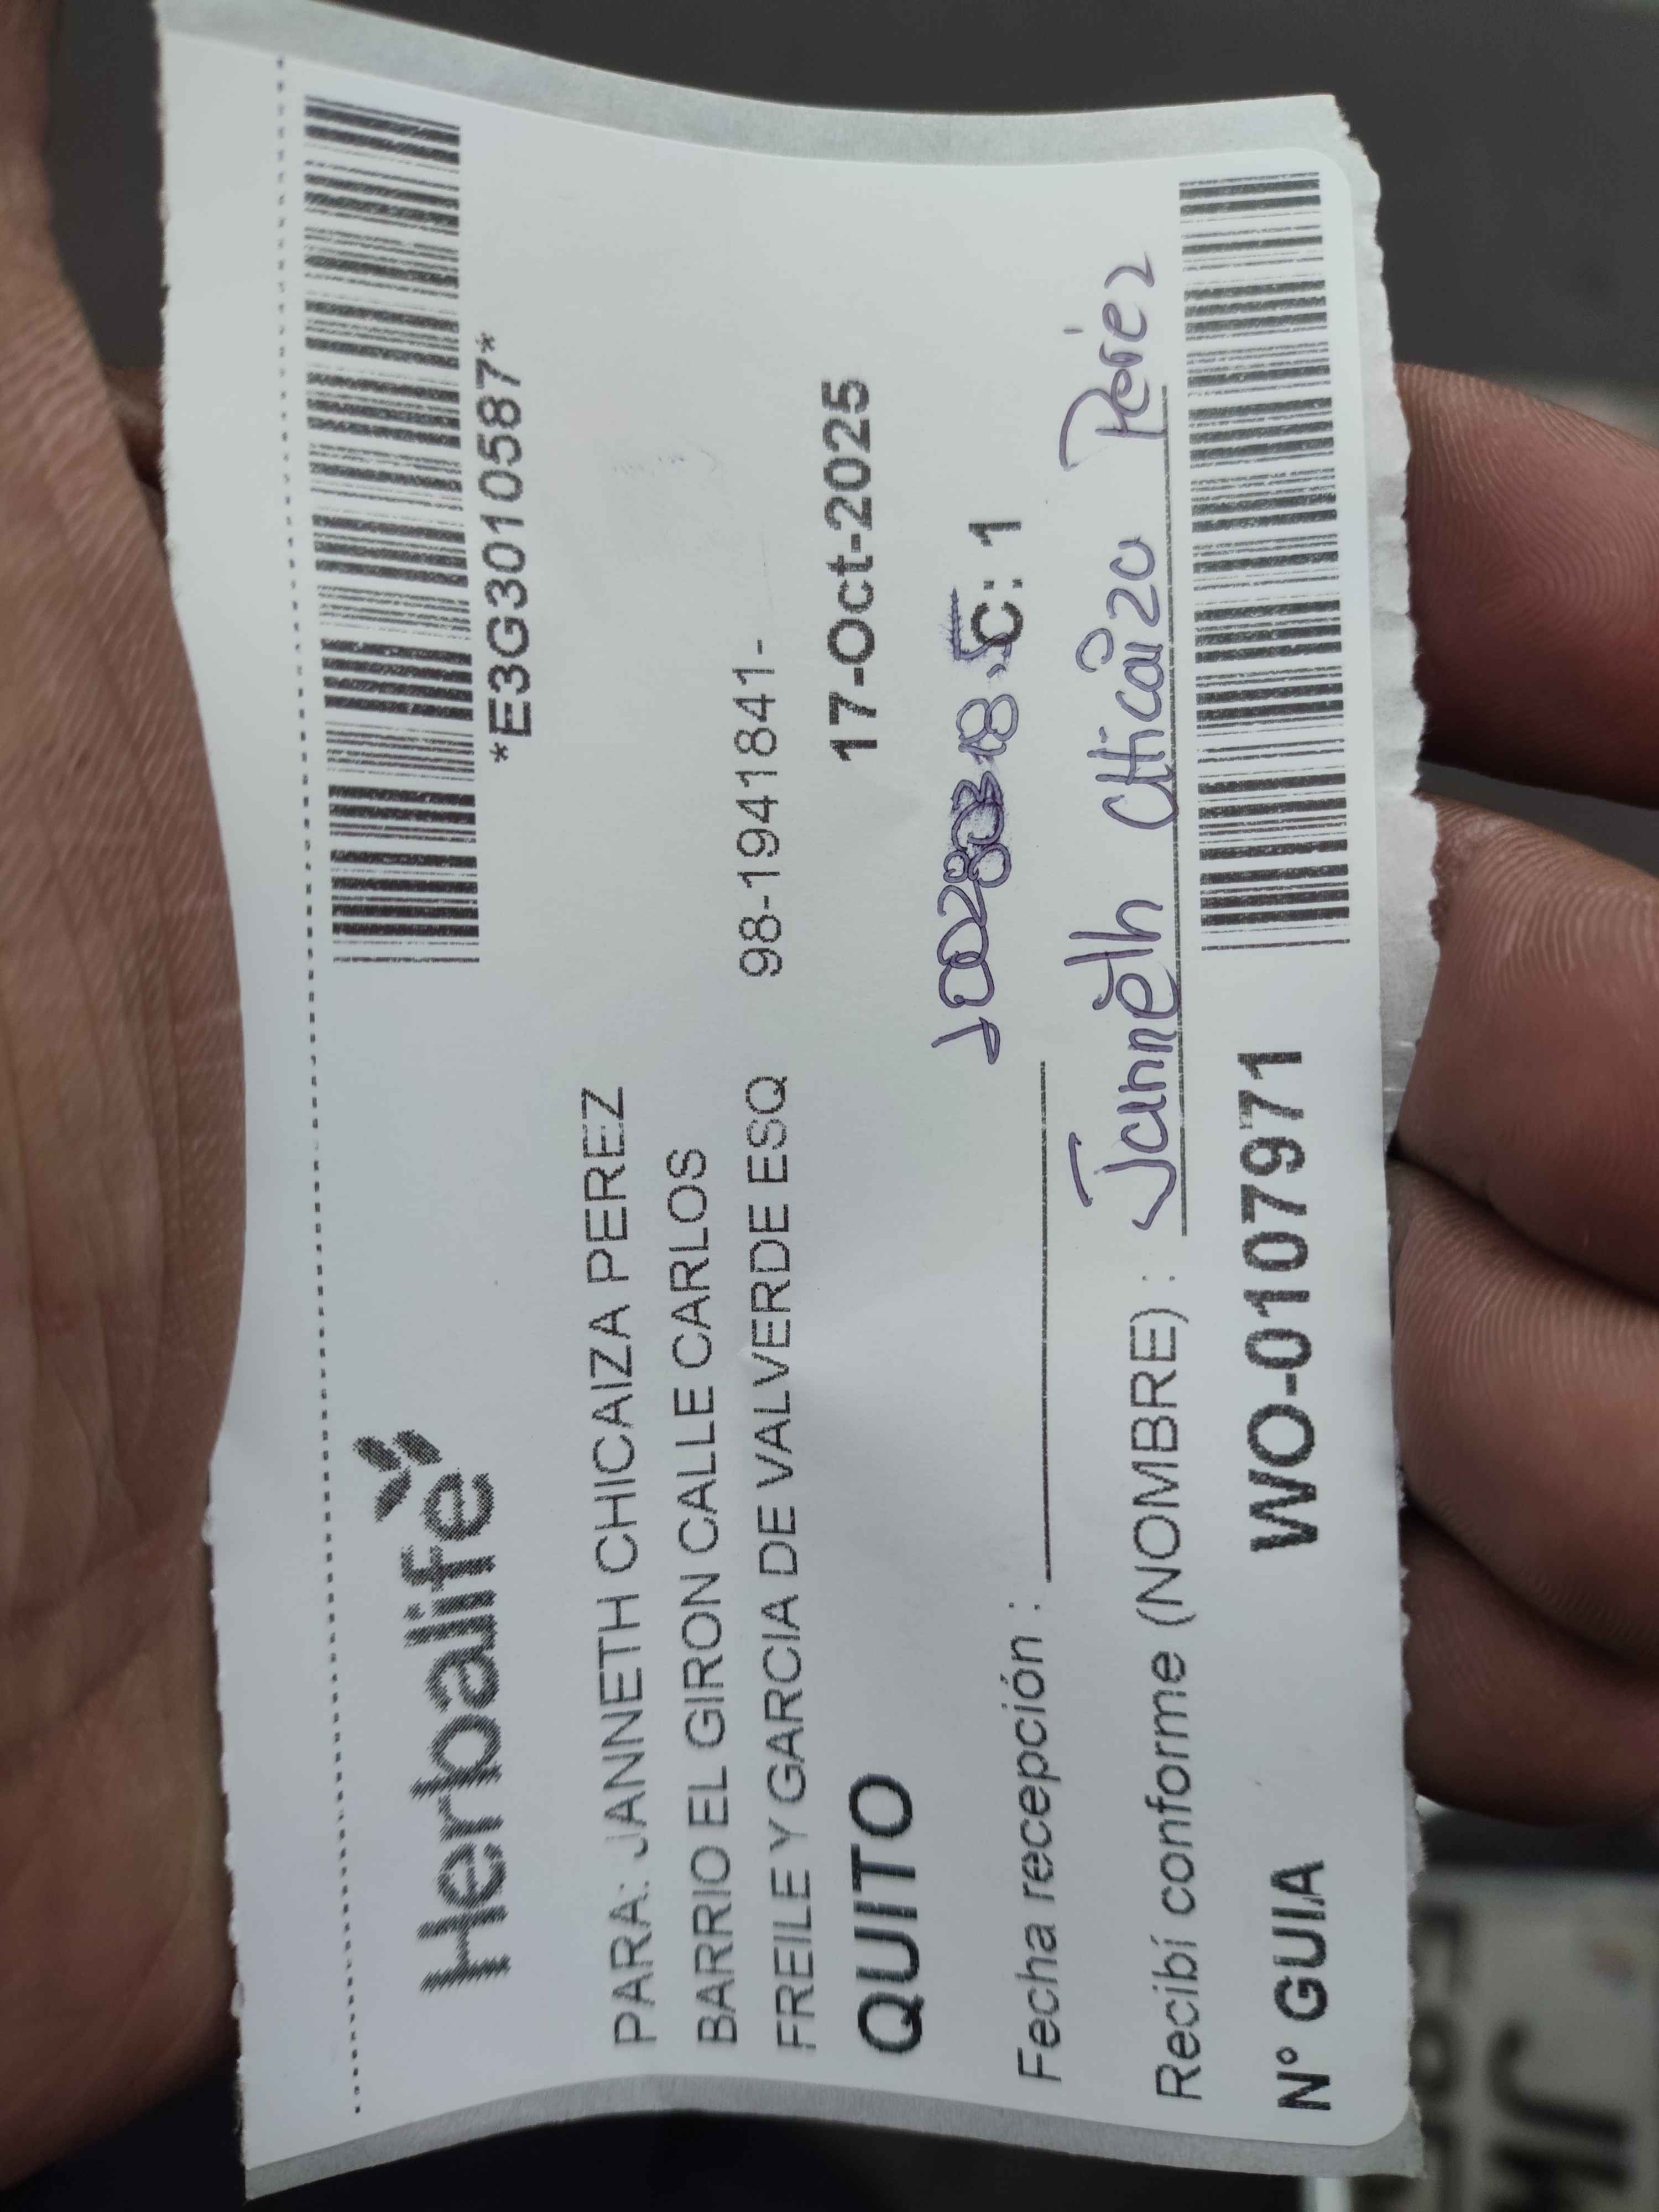 Herbalife
*E3G3010587*
PARA: JANNETH CHICAIZA PEREZ
BARRIO EL GIRON CALLE CARLOS
FREILE Y GARCIA DE VALVERDE ESQ 98-1941841-
QUITO 17-Oct-2025
C: 1
Fecha recepción :
Recibí conforme (NOMBRE) : Janneth Chicaiza Peréz
N° GUIA WO-0107971